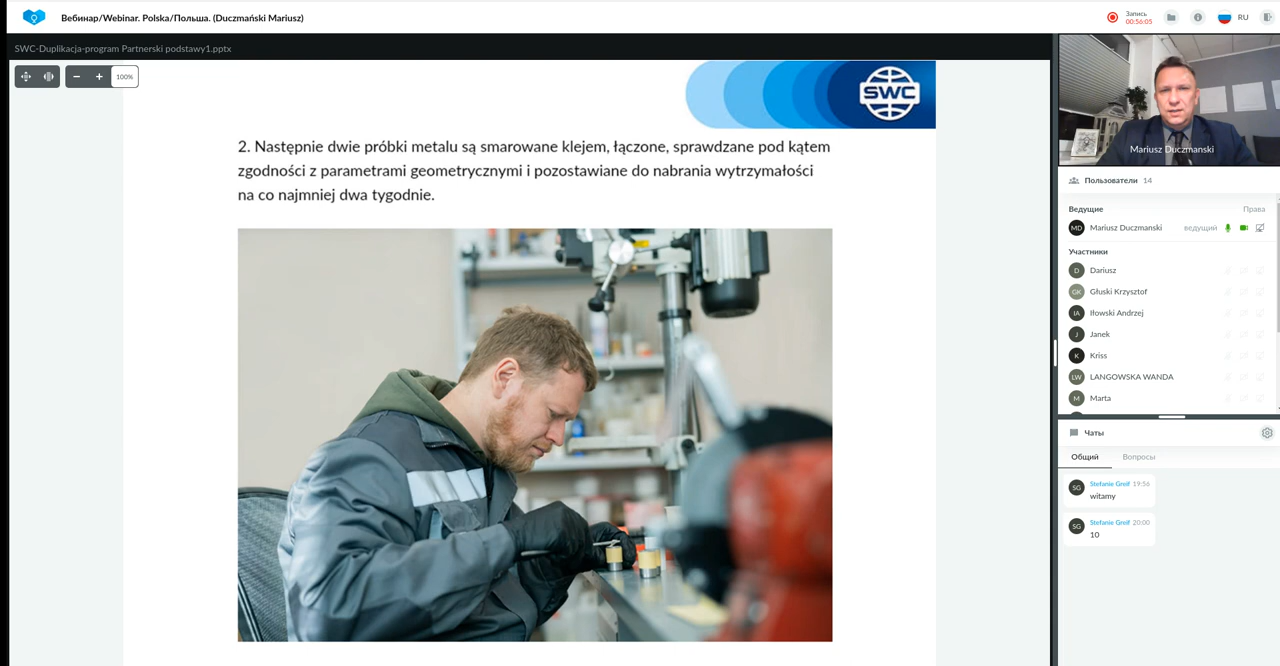 Вебинар/Webinar. Polska/Польша. (Duczmański Mariusz)
Запись
00:56:05
RU
SWC-Duplikacja-program Partnerski podstawy1.pptx
100%
SWC
2. Następnie dwie próbki metalu są smarowane klejem, łączone, sprawdzane pod kątem
zgodności z parametrami geometrycznymi i pozostawiane do nabrania wytrzymałości
na co najmniej dwa tygodnie.
Mariusz Duczmanski
Пользователи 14
Ведущие Права
MD Mariusz Duczmanski ведущий
Участники
D Dariusz
GK Głuski Krzysztof
IA Iłowski Andrzej
J Janek
K Kriss
LW LANGOWSKA WANDA
M Marta
Чаты
Общий Вопросы
SG Stefanie Greif 19:56
witamy
SG Stefanie Greif 20:00
10